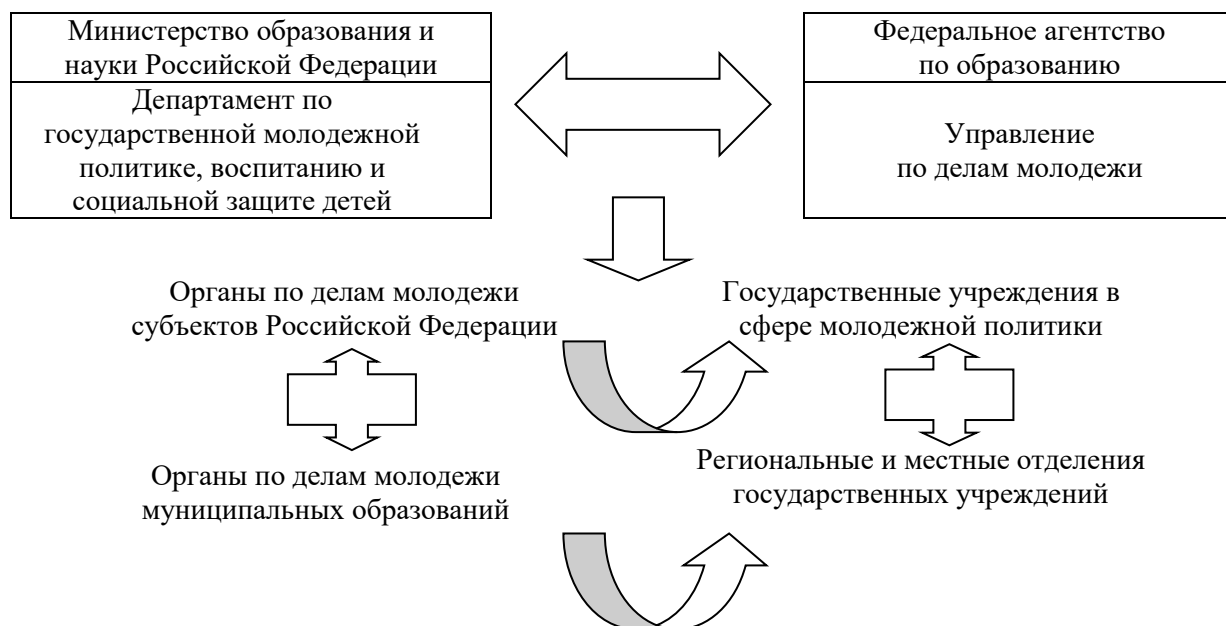 Министерство образования и
науки Российской Федерации
Департамент по
государственной молодежной
политике, воспитанию и
социальной защите детей
Федеральное агентство
по образованию
Управление
по делам молодежи
Органы по делам молодежи
субъектов Российской Федерации
Государственные учреждения в
сфере молодежной политики
Органы по делам молодежи
муниципальных образований
Региональные и местные отделения
государственных учреждений